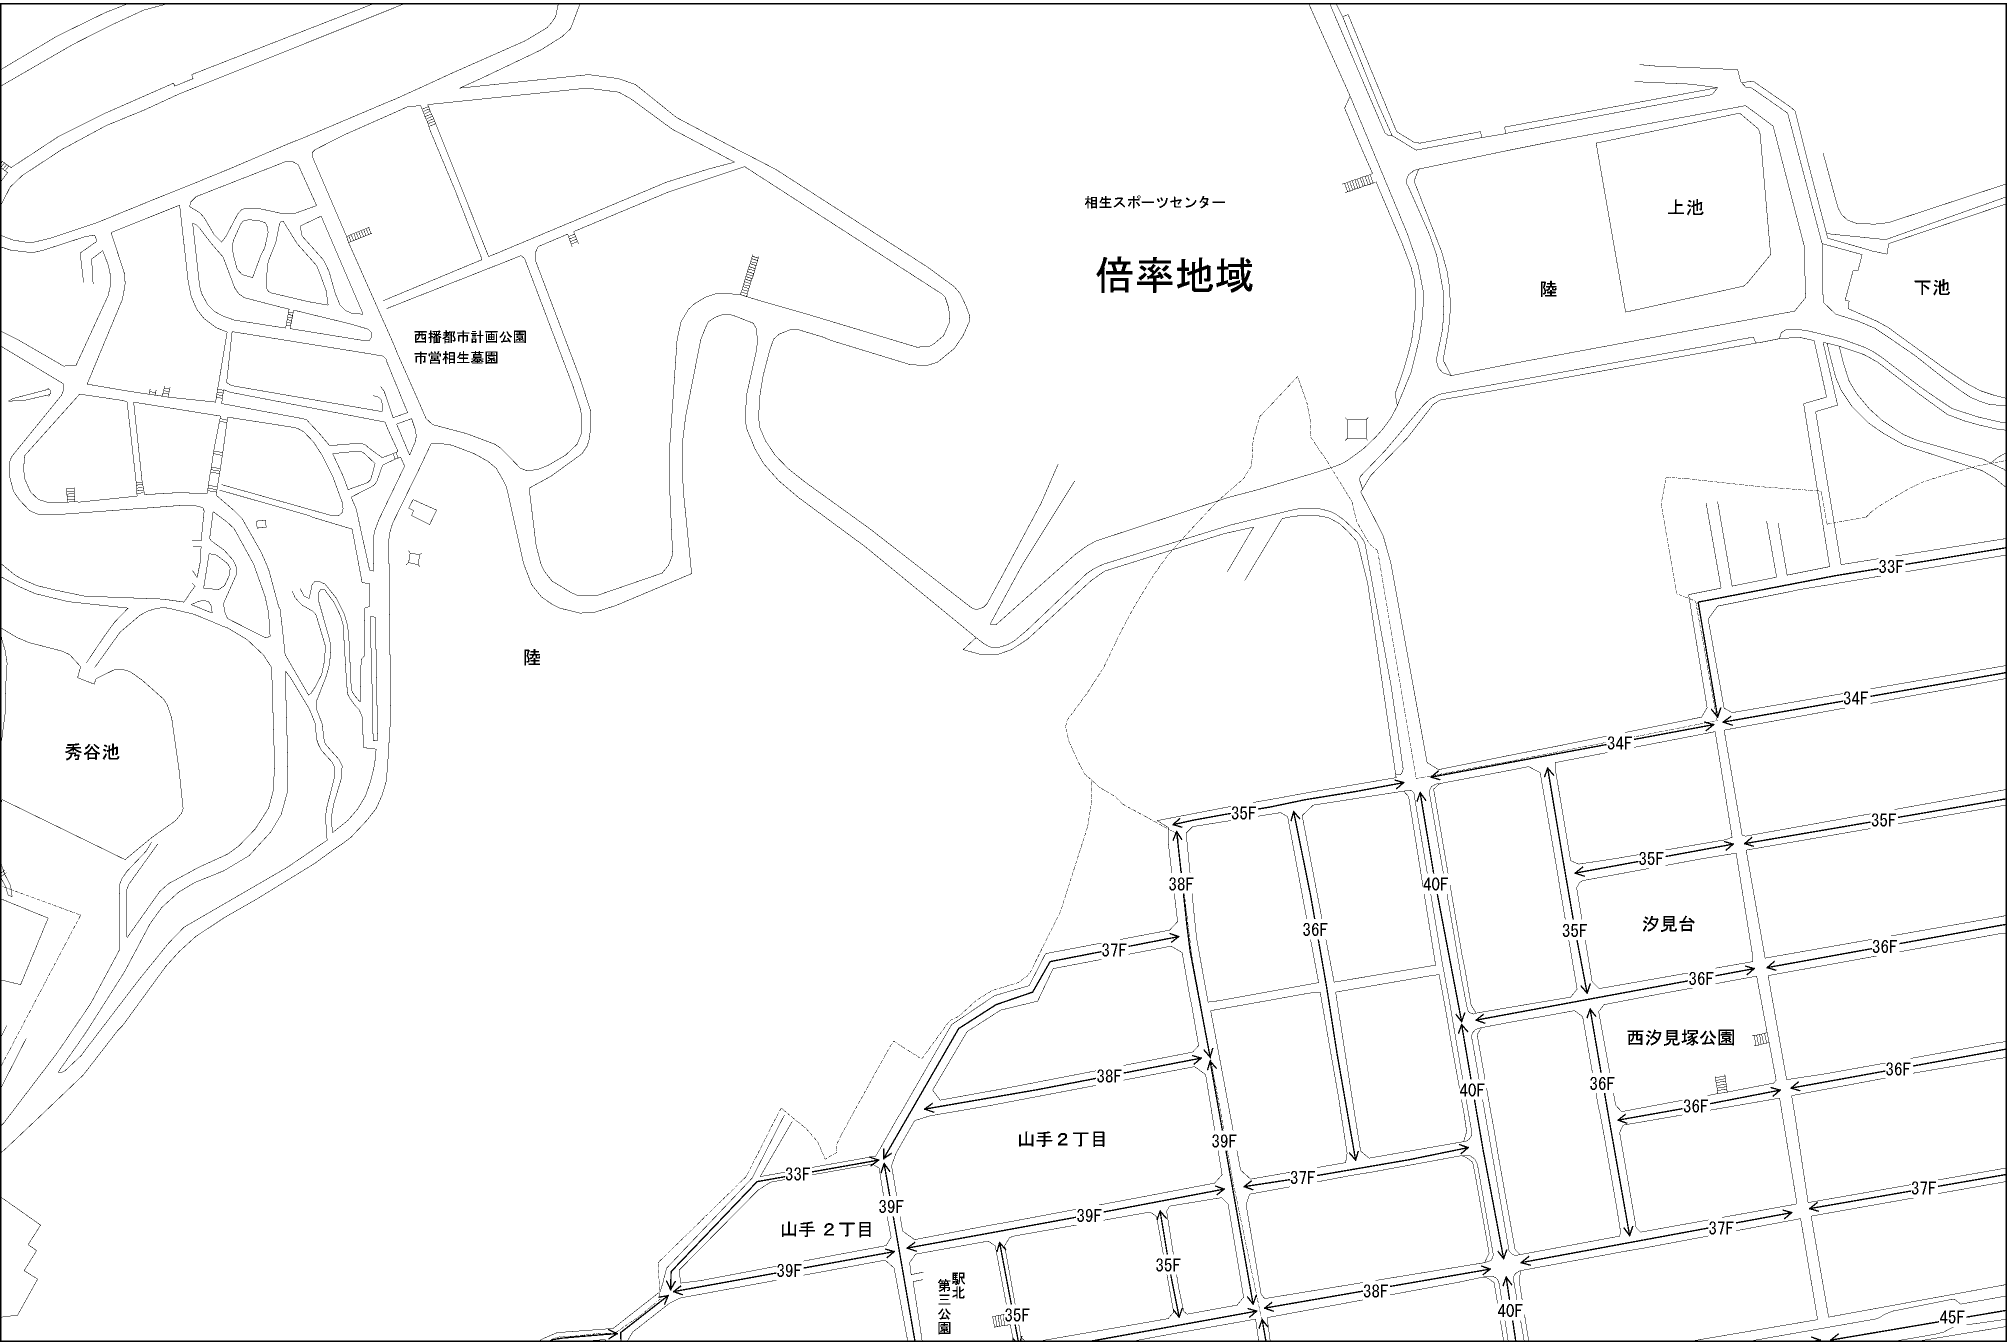 相生スポーツセンター
倍率地域
上池
陸
下池
西播都市計画公園
市営相生墓園
33F
陸
34F
34F
秀谷池
35F
35F
35F
38F
40F
36F
35F
汐見台
37F
36F
36F
西汐見塚公園
38F
36F
40F
36F
36F
山手２丁目
39F
33F
37F
37F
39F
39F
山手 ２丁目
37F
39F
35F
駅北
第三公園
38F
35F
40F
45F